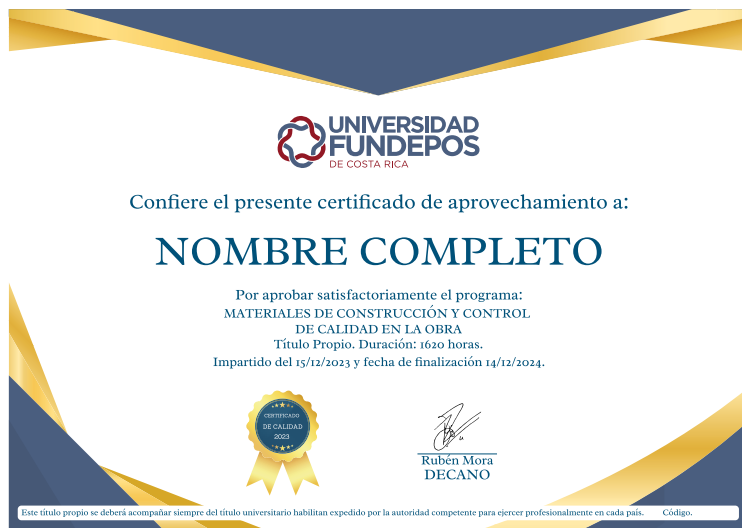 UNIVERSIDAD
FUNDEPOS
DE COSTA RICA
Confiere el presente certificado de aprovechamiento a:
NOMBRE COMPLETO
Por aprobar satisfactoriamente el programa:
MATERIALES DE CONSTRUCCIÓN Y CONTROL
DE CALIDAD EN LA OBRA
Título Propio. Duración: 1620 horas.
Impartido del 15/12/2023 y fecha de finalización 14/12/2024.
CERTIFICADO
DE CALIDAD
2023
Rubén Mora
DECANO
Este título propio se deberá acompañar siempre del título universitario habilitan expedido por la autoridad competente para ejercer profesionalmente en cada país. Código.